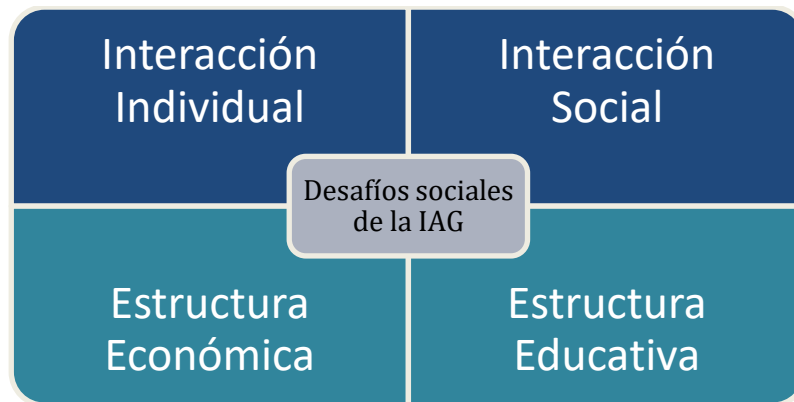 Interacción
Individual
Interacción
Social
Desafíos sociales
de la IAG
Estructura
Económica
Estructura
Educativa